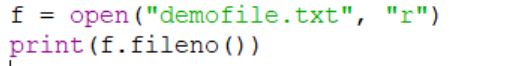 f = open("demofile.txt", "r")
print(f.fileno())